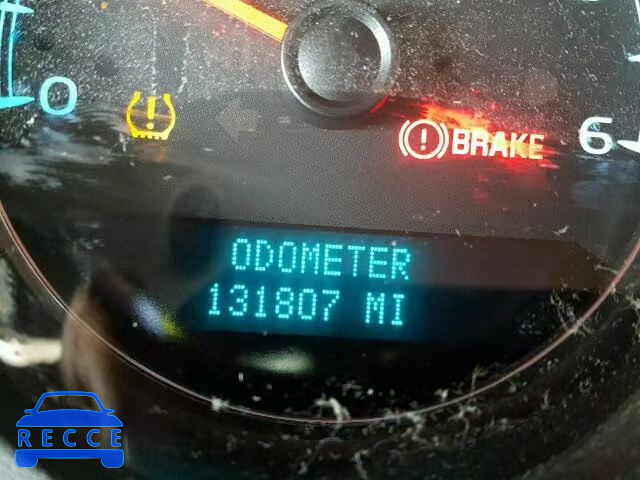 0
BRAKE
6
ODOMETER
131807 MI
RECCE